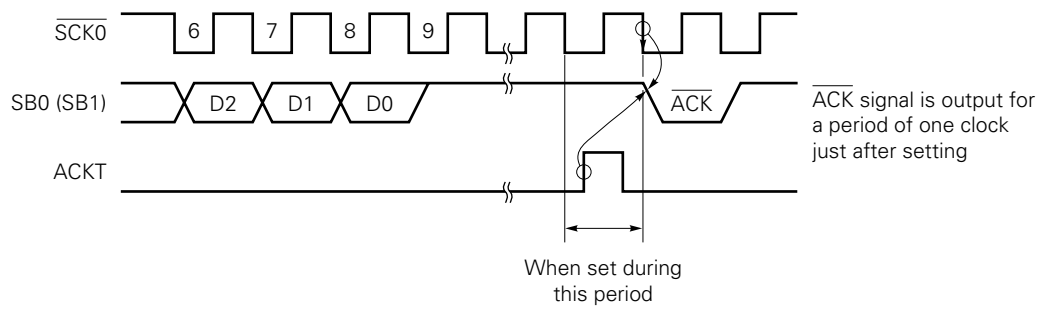 SCK0
6 7 8 9
SB0 (SB1)
D2 D1 D0
ACK
ACK signal is output for
a period of one clock
just after setting
ACKT
When set during
this period